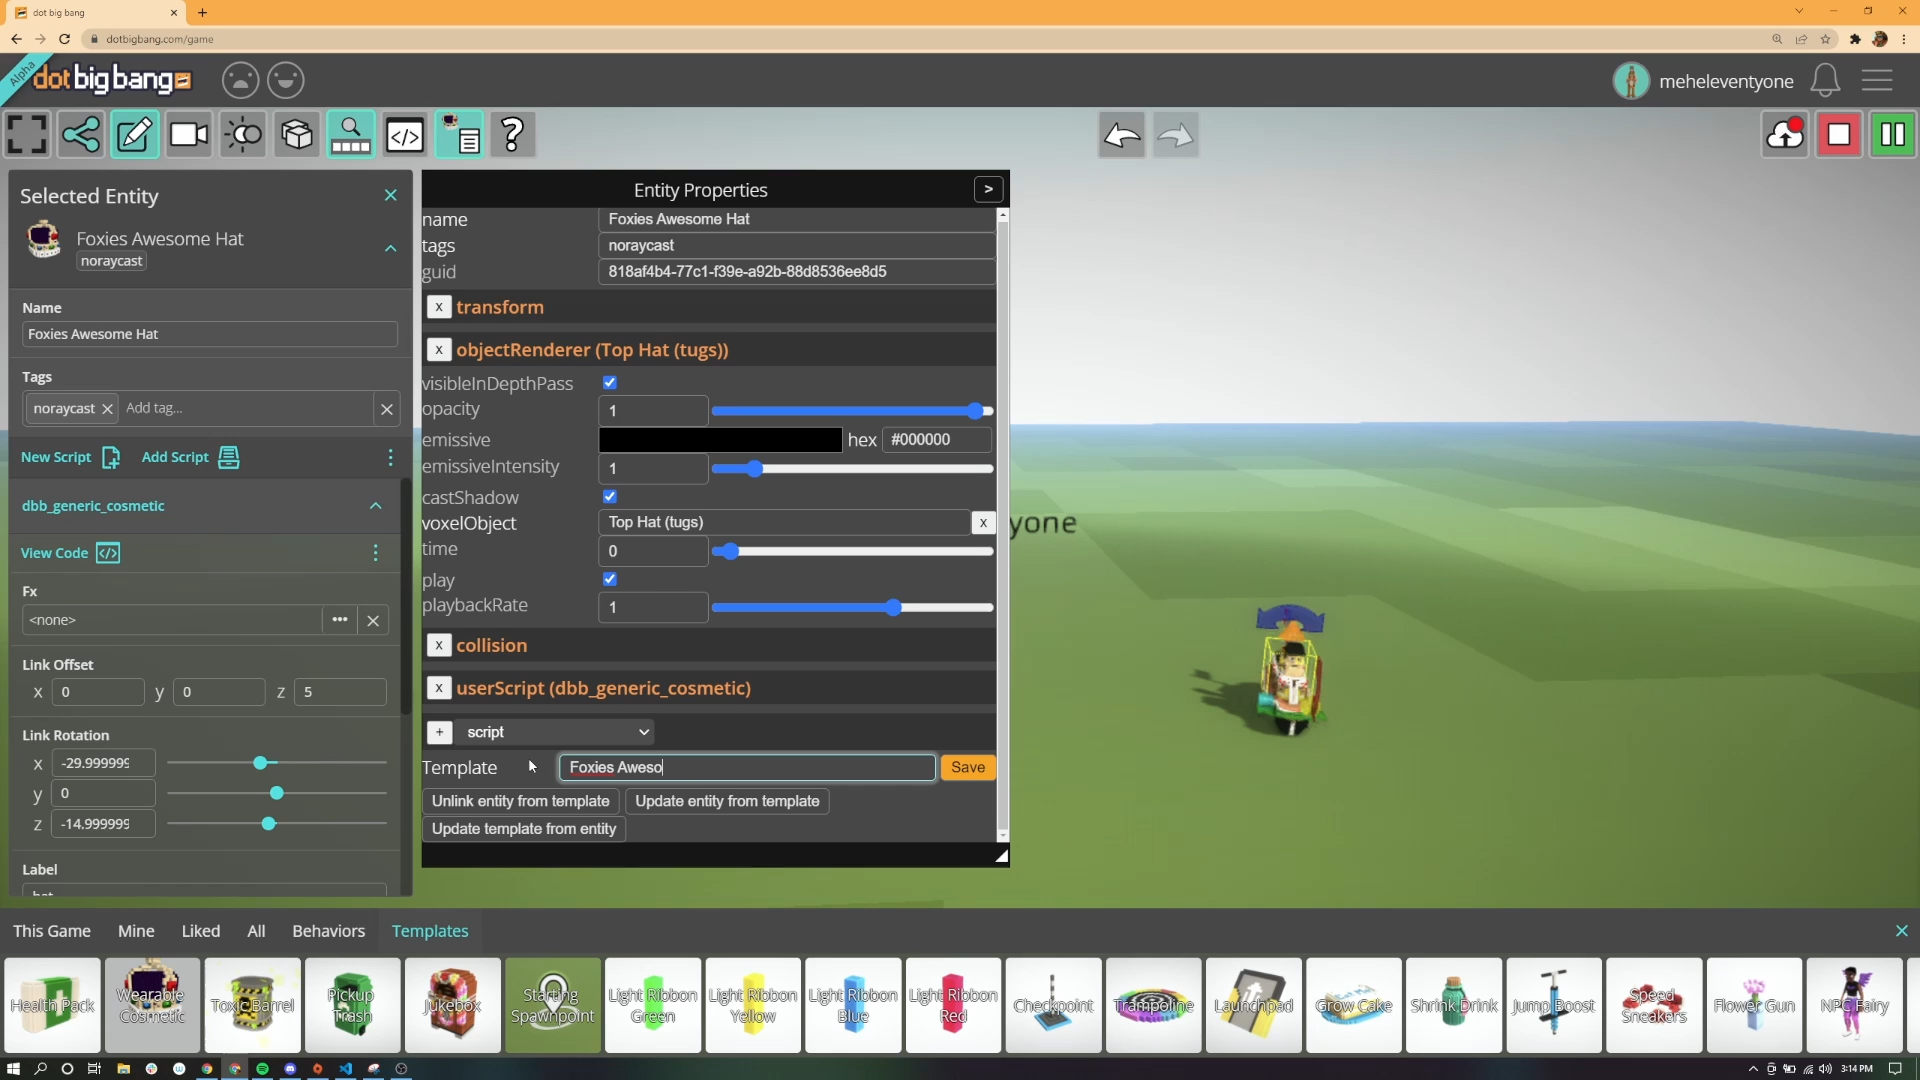 dot big bang
dotbigbang.com/game
Alpha
dot big bang
meheleventyone
Selected Entity
Foxies Awesome Hat
noraycast
Name
Foxies Awesome Hat
Tags
noraycast
Add tag...
New Script
Add Script
dbb_generic_cosmetic
View Code
Fx
<none>
Link Offset
x 0 y 0 z 5
Link Rotation
x -29.999999
y 0
z -14.999999
Label
Entity Properties
>
name Foxies Awesome Hat
tags noraycast
guid 818af4b4-77c1-f39e-a92b-88d8536ee8d5
x transform
x objectRenderer (Top Hat (tugs))
visibleInDepthPass
opacity 1
emissive hex #000000
emissiveIntensity 1
castShadow
voxelObject Top Hat (tugs) x
time 0
play
playbackRate 1
x collision
x userScript (dbb_generic_cosmetic)
+ script
Template Foxies Aweso Save
Unlink entity from template Update entity from template
Update template from entity
yone
This Game Mine Liked All Behaviors Templates
Health Pack
Wearable Cosmetic
Toxic Barrel
Pickup Trash
Jukebox
Starting Spawnpoint
Light Ribbon Green
Light Ribbon Yellow
Light Ribbon Blue
Light Ribbon Red
Checkpoint
Trampoline
Launchpad
Grow Cake
Shrink Drink
Jump Boost
Speed Sneakers
Flower Gun
NPC Fairy
3:14 PM